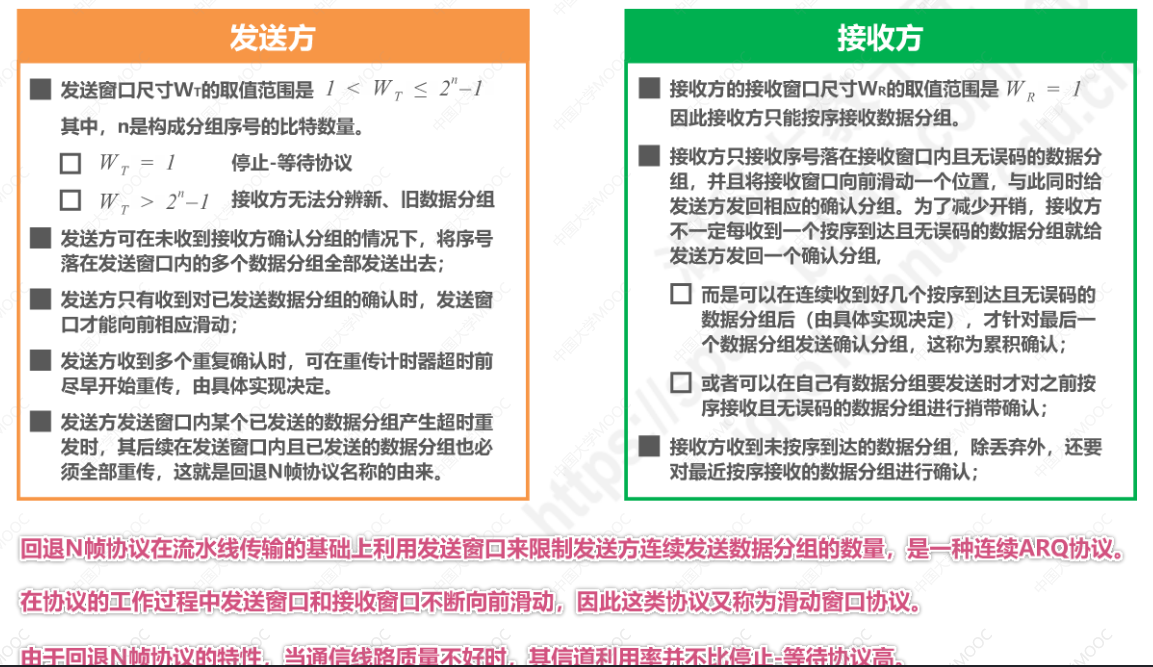 发送方
发送窗口尺寸WT的取值范围是 1 < W_T ≤ 2^n–1
其中，n是构成分组序号的比特数量。
W_T = 1 停止-等待协议
W_T > 2^n–1 接收方无法分辨新、旧数据分组
发送方可在未收到接收方确认分组的情况下，将序号
落在发送窗口内的多个数据分组全部发送出去；
发送方只有收到对已发送数据分组的确认时，发送窗
口才能向前相应滑动；
发送方收到多个重复确认时，可在重传计时器超时前
尽早开始重传，由具体实现决定。
发送方发送窗口内某个已发送的数据分组产生超时重
发时，其后续在发送窗口内且已发送的数据分组也必
须全部重传，这就是回退N帧协议名称的由来。
接收方
接收方的接收窗口尺寸WR的取值范围是 W_R = 1
因此接收方只能按序接收数据分组。
接收方只接收序号落在接收窗口内且无误码的数据分
组，并且将接收窗口向前滑动一个位置，与此同时给
发送方发回相应的确认分组。为了减少开销，接收方
不一定每收到一个按序到达且无误码的数据分组就给
发送方发回一个确认分组,
而是可以在连续收到好几个按序到达且无误码的
数据分组后（由具体实现决定），才针对最后一
个数据分组发送确认分组，这称为累积确认；
或者可以在自己有数据分组要发送时才对之前按
序接收且无误码的数据分组进行捎带确认；
接收方收到未按序到达的数据分组，除丢弃外，还要
对最近按序接收的数据分组进行确认；
回退N帧协议在流水线传输的基础上利用发送窗口来限制发送方连续发送数据分组的数量，是一种连续ARQ协议。
在协议的工作过程中发送窗口和接收窗口不断向前滑动，因此这类协议又称为滑动窗口协议。
由于回退N帧协议的特性，当通信线路质量不好时，其信道利用率并不比停止-等待协议高。